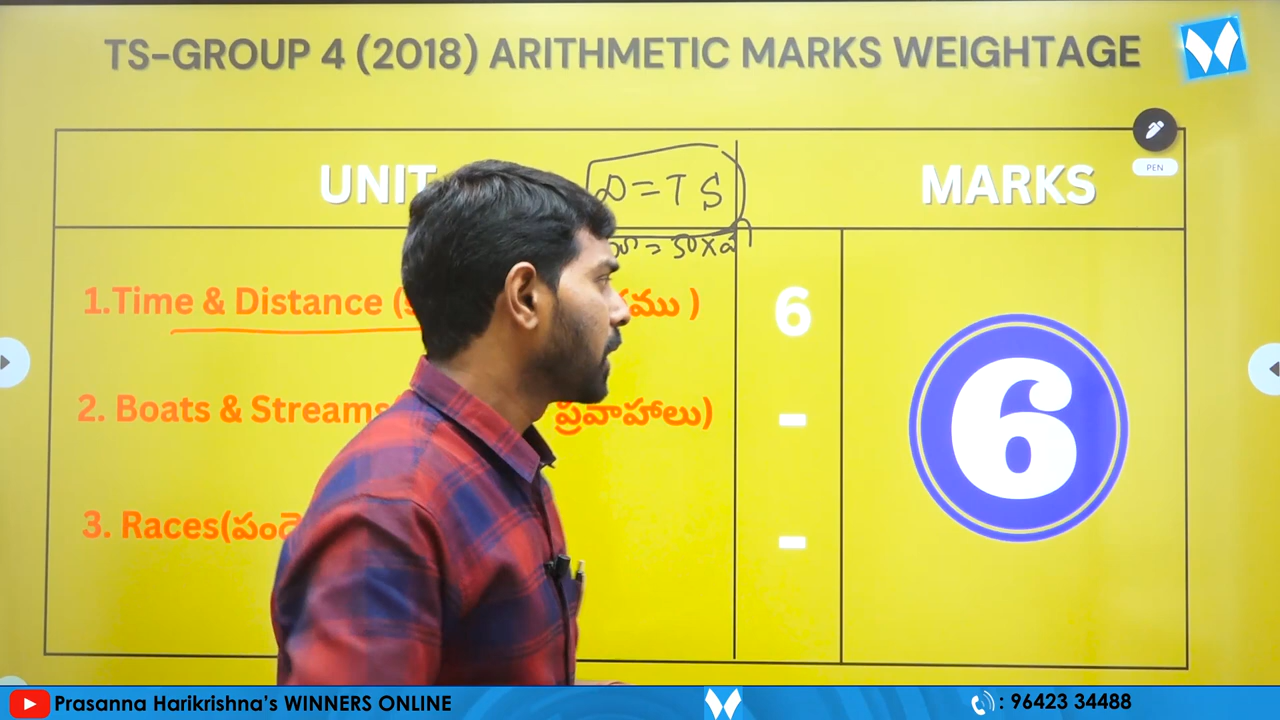 TS-GROUP 4 (2018) ARITHMETIC MARKS WEIGHTAGE
UNIT
D = T S
MARKS
PEN
1.Time & Distance (
ము )
6
2. Boats & Streams
ప్రవాహాలు)
-
6
3. Races(
-
Prasanna Harikrishna's WINNERS ONLINE
: 96423 34488